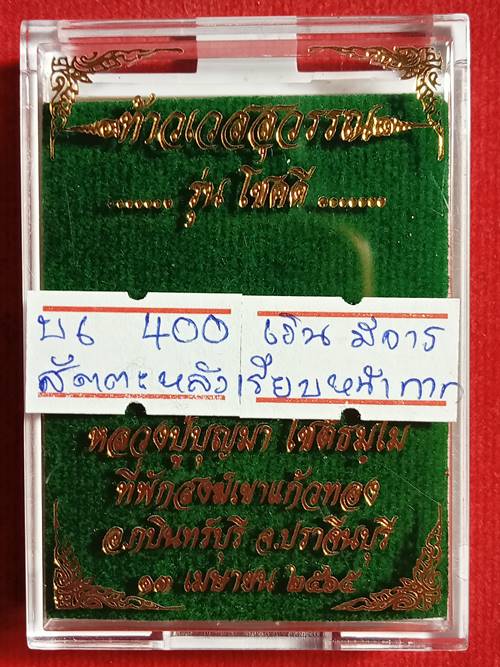 ท้าวเวสสุวรรณ
........ รุ่น โชคดี ........
บเ 400 เงิน มีจาร
สัตตะหลังเรียบหน้ากาก
หลวงปู่บุญมา โชติธมฺโม
ที่พักสงฆ์เขาแก้วทอง
อ.กบินทร์บุรี จ.ปราจีนบุรี
๑๓ เมษายน ๒๕๖๕